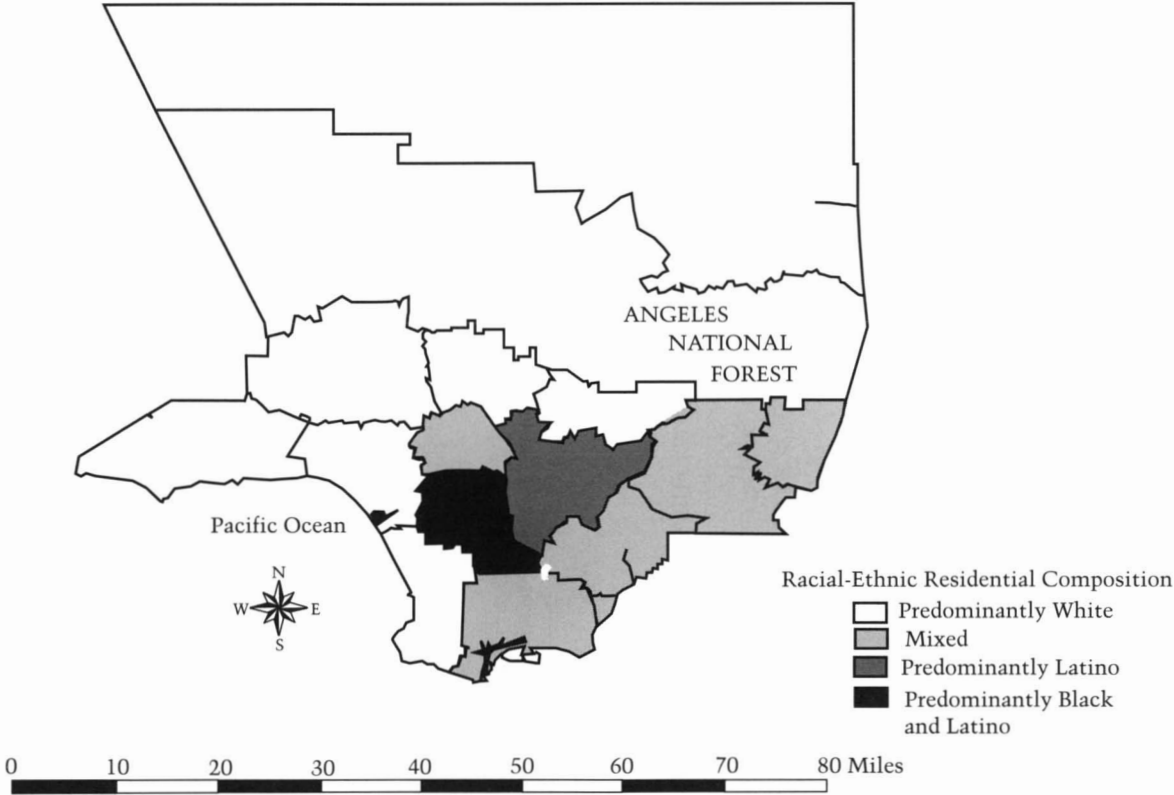 ANGELES
NATIONAL
FOREST
Pacific Ocean
N
W E
S
Racial-Ethnic Residential Composition
Predominantly White
Mixed
Predominantly Latino
Predominantly Black
and Latino
0 10 20 30 40 50 60 70 80 Miles